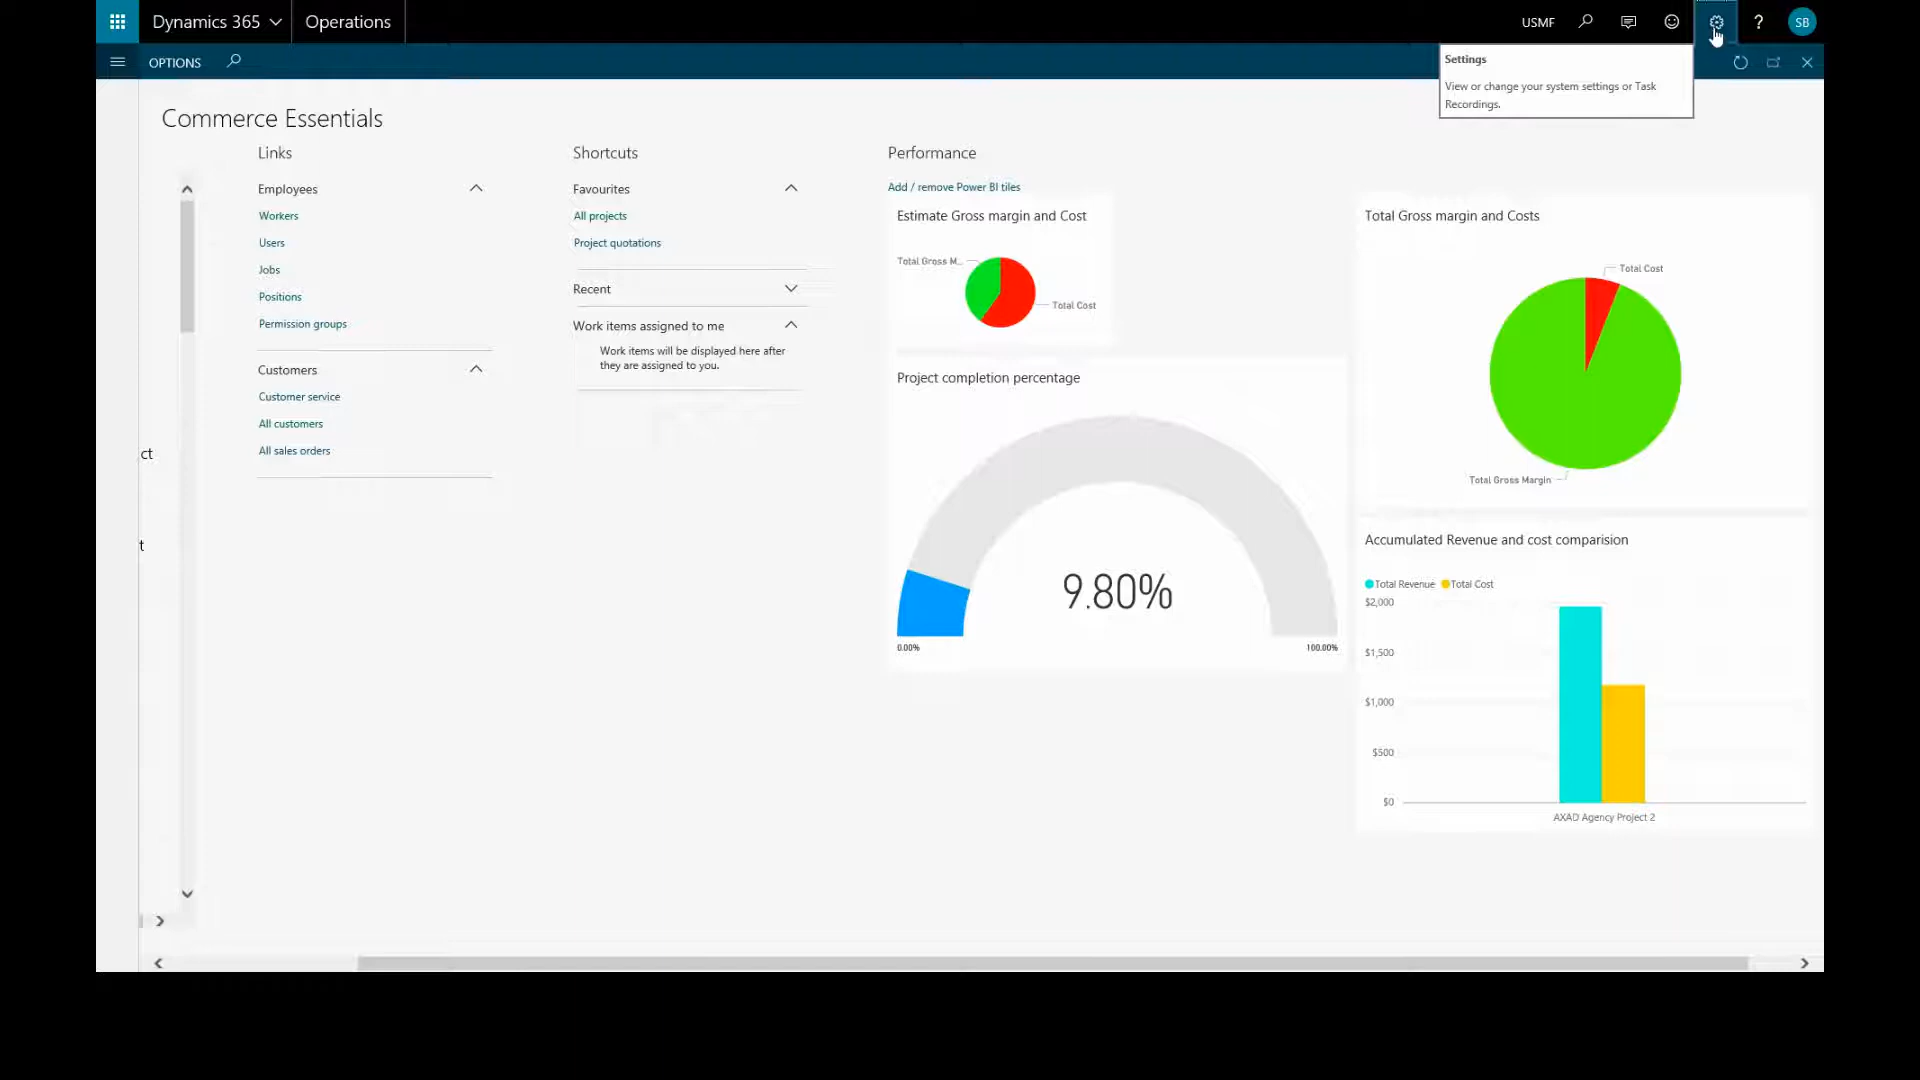 Dynamics 365
Operations
USMF
?
SB
OPTIONS
Settings
View or change your system settings or Task
Recordings.
Commerce Essentials
ct
t
Links
Employees
Workers
Users
Jobs
Positions
Permission groups
Customers
Customer service
All customers
All sales orders
Shortcuts
Favourites
All projects
Project quotations
Recent
Work items assigned to me
Work items will be displayed here after
they are assigned to you.
Performance
Add / remove Power BI tiles
Estimate Gross margin and Cost
Total Gross M...
Total Cost
Project completion percentage
9.80%
0.00%
100.00%
Total Gross margin and Costs
Total Cost
Total Gross Margin
Accumulated Revenue and cost comparision
Total Revenue Total Cost
$2,000
$1,500
$1,000
$500
$0
AXAD Agency Project 2